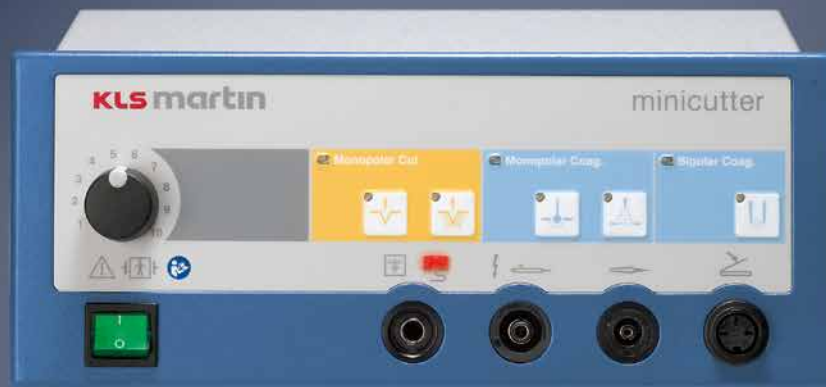 KLS martin
minicutter
Monopolar Cut
Monopolar Coag.
Bipolar Coag.
1
2
3
4
5
6
7
8
9
10
I
O